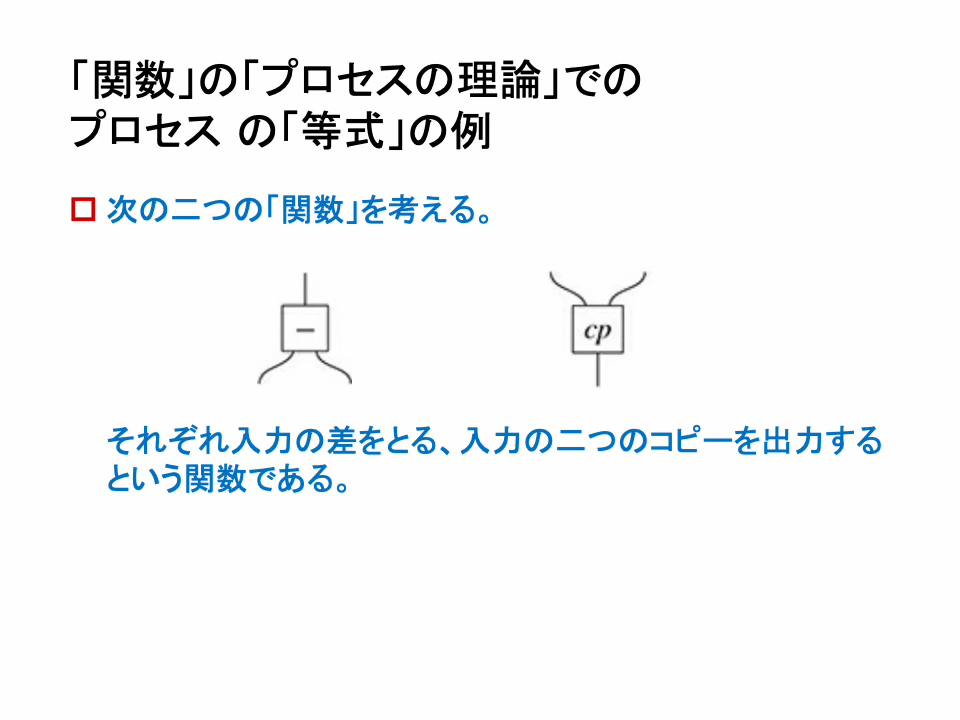 「関数」の「プロセスの理論」での
プロセス の「等式」の例
次の二つの「関数」を考える。
− cp
それぞれ入力の差をとる、入力の二つのコピーを出力する
という関数である。